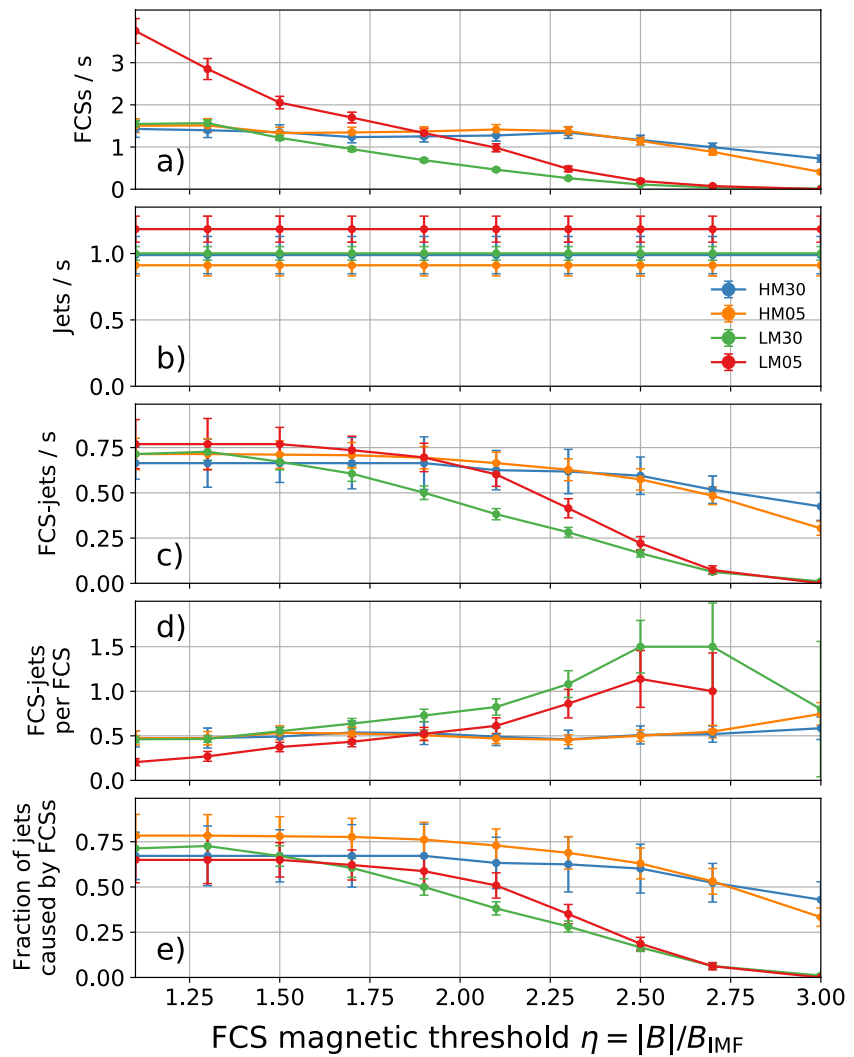 FCSs / s
3
2
1
0
a)
Jets / s
1.0
0.5
0.0
b)
HM30
HM05
LM30
LM05
FCS-jets / s
0.75
0.50
0.25
0.00
c)
FCS-jets
per FCS
1.5
1.0
0.5
0.0
d)
Fraction of jets
caused by FCSs
0.75
0.50
0.25
0.00
e)
1.25 1.50 1.75 2.00 2.25 2.50 2.75 3.00
FCS magnetic threshold η = |B|/B_IMF